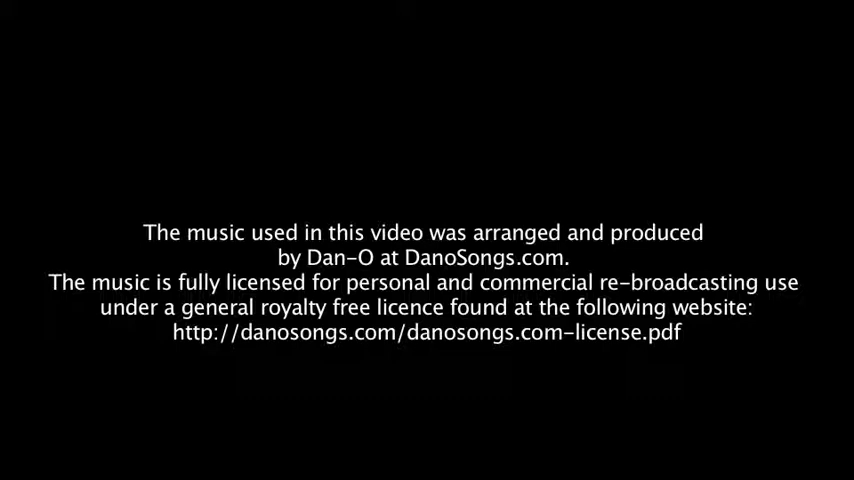 The music used in this video was arranged and produced
by Dan-O at DanoSongs.com.
The music is fully licensed for personal and commercial re-broadcasting use
under a general royalty free licence found at the following website:
http://danosongs.com/danosongs.com-license.pdf